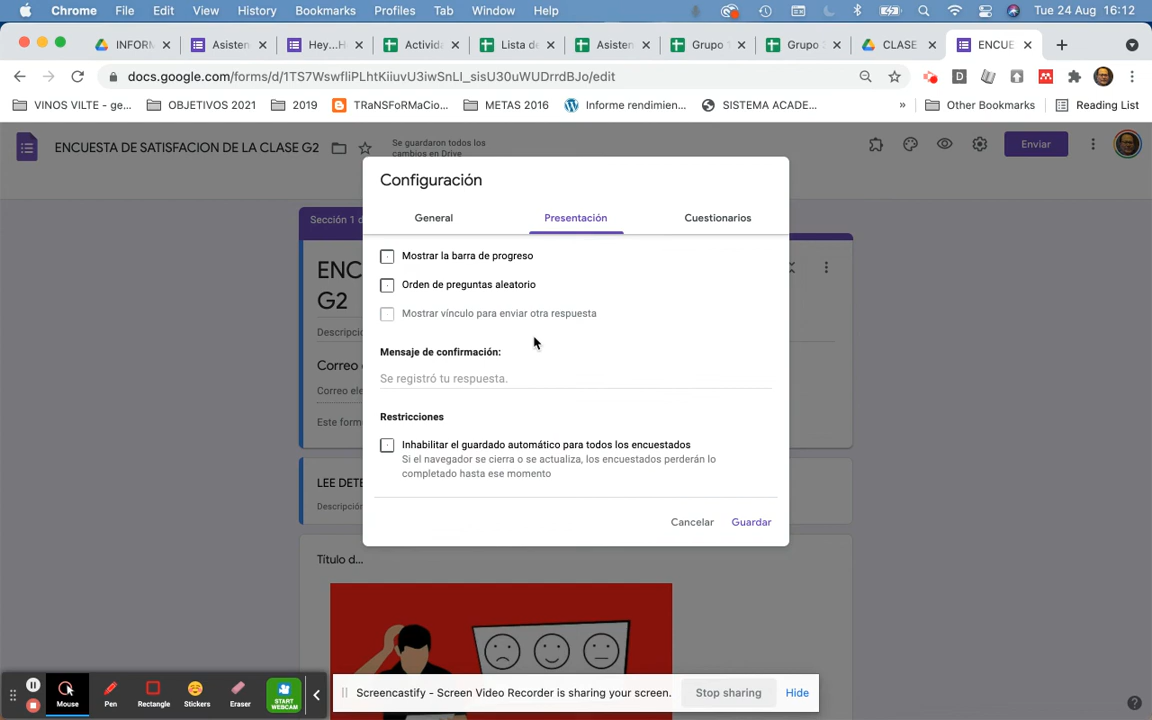 Chrome File Edit View History Bookmarks Profiles Tab Window Help Tue 24 Aug 16:12
INFORM Asisten Hey...H Activid Lista de Asisten Grupo Grupo CLASE ENCUE
docs.google.com/forms/d/1TS7WswfliPLhtKiiuvU3iwSnLI_sisU30uWUDrrdBJo/edit
VINOS VILTE - ge... OBJETIVOS 2021 2019 TRaNSFoRMaCio... METAS 2016 Informe rendimien... SISTEMA ACADE... » Other Bookmarks Reading List
ENCUESTA DE SATISFACION DE LA CLASE G2 Se guardaron todos los
cambios en Drive
Enviar
Configuración
General Presentación Cuestionarios
Sección 1 d
ENC
G2
Descripció
Correo
Correo ele
Este form
LEE DETE
Descripció
Título d...
Mostrar la barra de progreso
Orden de preguntas aleatorio
Mostrar vínculo para enviar otra respuesta
Mensaje de confirmación:
Se registró tu respuesta.
Restricciones
Inhabilitar el guardado automático para todos los encuestados
Si el navegador se cierra o se actualiza, los encuestados perderán lo
completado hasta ese momento
Cancelar Guardar
Mouse Pen Rectangle Stickers Eraser START
WEBCAM
Screencastify - Screen Video Recorder is sharing your screen. Stop sharing Hide